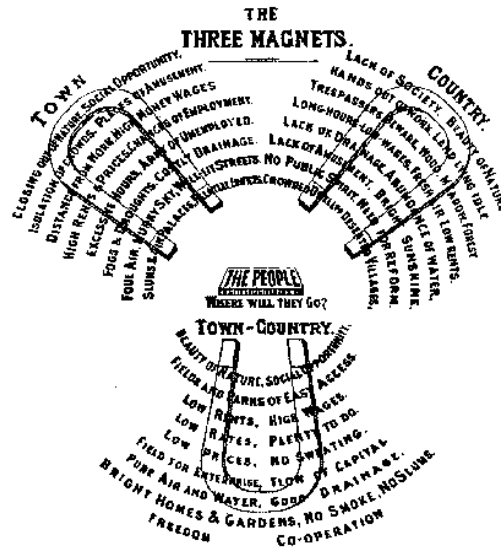 THE
THREE MAGNETS.
TOWN
CLOSING OUT OF NATURE. SOCIAL OPPORTUNITY.
ISOLATION OF CROWDS. PLACES OF AMUSEMENT.
DISTANCE FROM WORK. HIGH MONEY WAGES
HIGH RENTS & PRICES. CHANCES OF EMPLOYMENT.
EXCESSIVE HOURS. ARMY OF UNEMPLOYED.
FOGS & DROUGHTS. COSTLY DRAINAGE.
FOUL AIR. MURKY SKY. WELL-LIT STREETS.
SLUMS & GIN PALACES.
COUNTRY.
LACK OF SOCIETY. BEAUTY OF NATURE
HANDS OUT OF WORK. LAND LYING IDLE
TRESPASSERS BEWARE. WOOD, MEADOW, FOREST
LONG HOURS. LOW WAGES. FRESH AIR. LOW RENTS.
LACK OF DRAINAGE. ABUNDANCE OF WATER.
LACK OF AMUSEMENT. BRIGHT SUNSHINE.
NO PUBLIC SPIRIT. NEED FOR REFORM.
CROWDED DWELLINGS. DESERTED VILLAGES.
THE PEOPLE
WHERE WILL THEY GO?
TOWN-COUNTRY.
BEAUTY OF NATURE, SOCIAL OPPORTUNITY.
FIELDS AND PARKS OF EASY ACCESS.
LOW RENTS, HIGH WAGES.
LOW RATES, PLENTY TO DO.
LOW PRICES, NO SWEATING.
FIELD FOR ENTERPRISE, FLOW OF CAPITAL
PURE AIR AND WATER, GOOD DRAINAGE.
BRIGHT HOMES & GARDENS, NO SMOKE, NO SLUMS.
FREEDOM CO-OPERATION